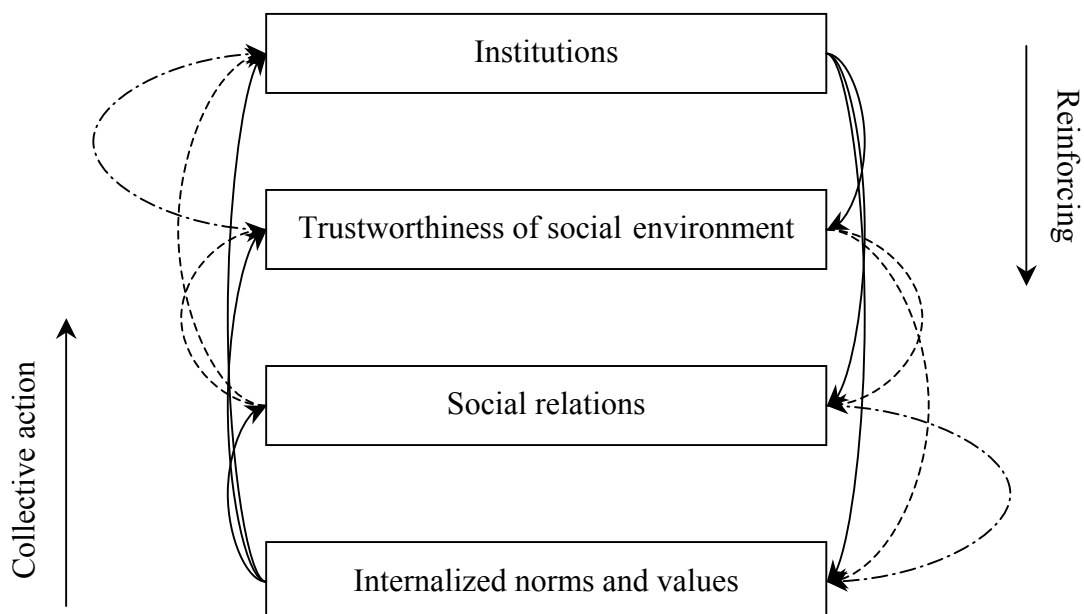 Institutions
Reinforcing
Trustworthiness of social environment
Social relations
Collective action
Internalized norms and values